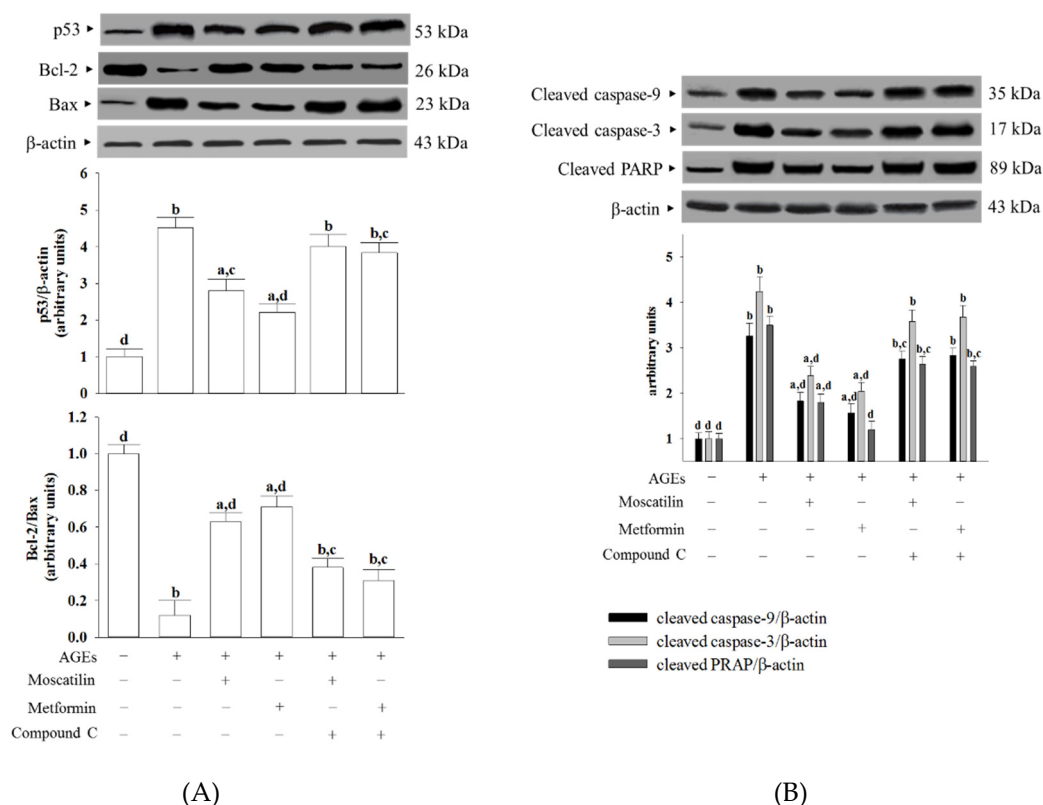 p53 ► 53 kDa
Bcl-2 ► 26 kDa
Bax ► 23 kDa
β-actin ► 43 kDa
6
5
4
3
2
1
0
p53/β-actin
(arbitrary units)
d b a,c a,d b b,c
1.2
1.0
0.8
0.6
0.4
0.2
0.0
Bcl-2/Bax
(arbitrary units)
d b a,d a,d b,c b,c
AGEs – + + + + +
Moscatilin – – + – + –
Metformin – – – + – +
Compound C – – – – + +
(A)
Cleaved caspase-9 ► 35 kDa
Cleaved caspase-3 ► 17 kDa
Cleaved PARP ► 89 kDa
β-actin ► 43 kDa
5
4
3
2
1
arrbitrary units
d d d b b b a,d a,d a,d a,d a,d d b,c b b,c b b b,c
AGEs – + + + + +
Moscatilin – – + – + –
Metformin – – – + – +
Compound C – – – – + +
cleaved caspase-9/β-actin
cleaved caspase-3/β-actin
cleaved PRAP/β-actin
(B)